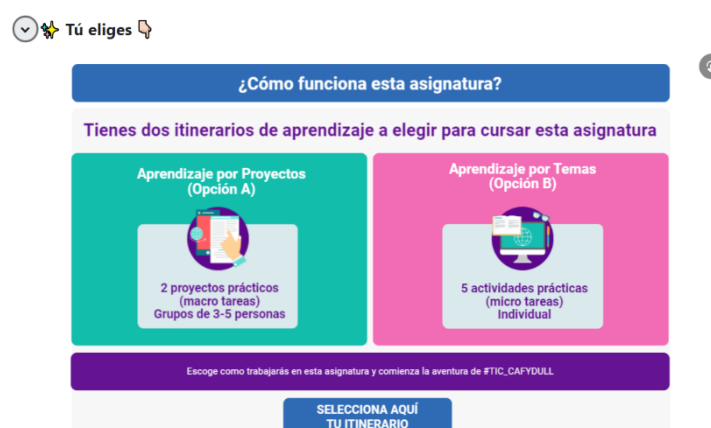 ✨ Tú eliges 👇🏻
¿Cómo funciona esta asignatura?
Tienes dos itinerarios de aprendizaje a elegir para cursar esta asignatura
Aprendizaje por Proyectos
(Opción A)
2 proyectos prácticos
(macro tareas)
Grupos de 3-5 personas
Aprendizaje por Temas
(Opción B)
5 actividades prácticas
(micro tareas)
Individual
Escoge como trabajarás en esta asignatura y comienza la aventura de #TIC_CAFYDULL
SELECCIONA AQUÍ
TU ITINERARIO